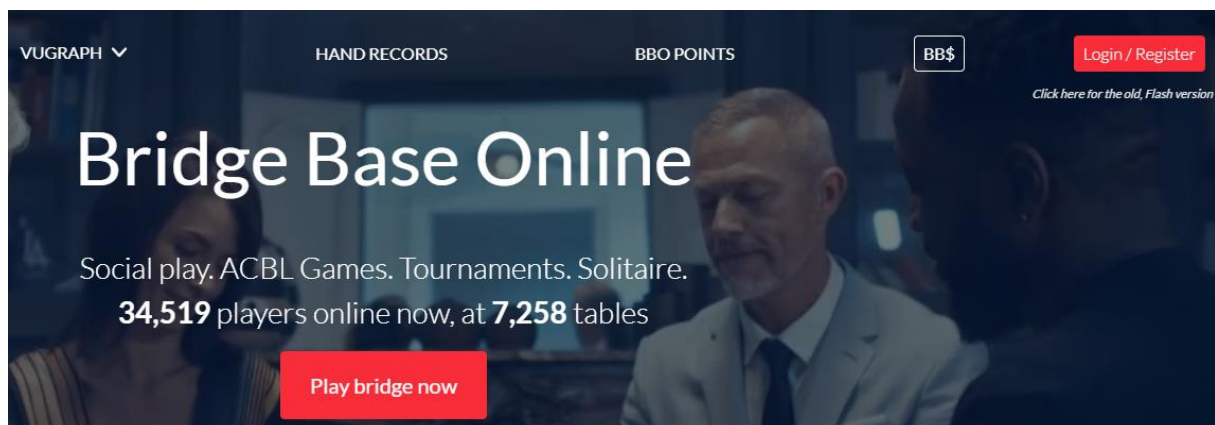 VUGRAPH
HAND RECORDS
BBO POINTS
BB$
Login / Register
Click here for the old, Flash version
Bridge Base Online
Social play. ACBL Games. Tournaments. Solitaire.
34,519 players online now, at 7,258 tables
Play bridge now